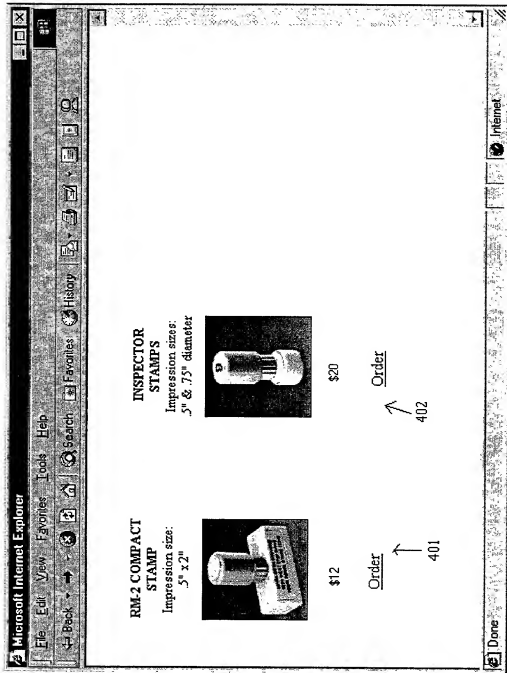 Microsoft Internet Explorer
File Edit View Favorites Tools Help
Back Search Favorites History
RM-2 COMPACT
STAMP
Impression size:
.5" x2"
$12
Order
401
INSPECTOR
STAMPS
Impression sizes:
.5" & .75" diameter
$20
Order
402
Done
Internet